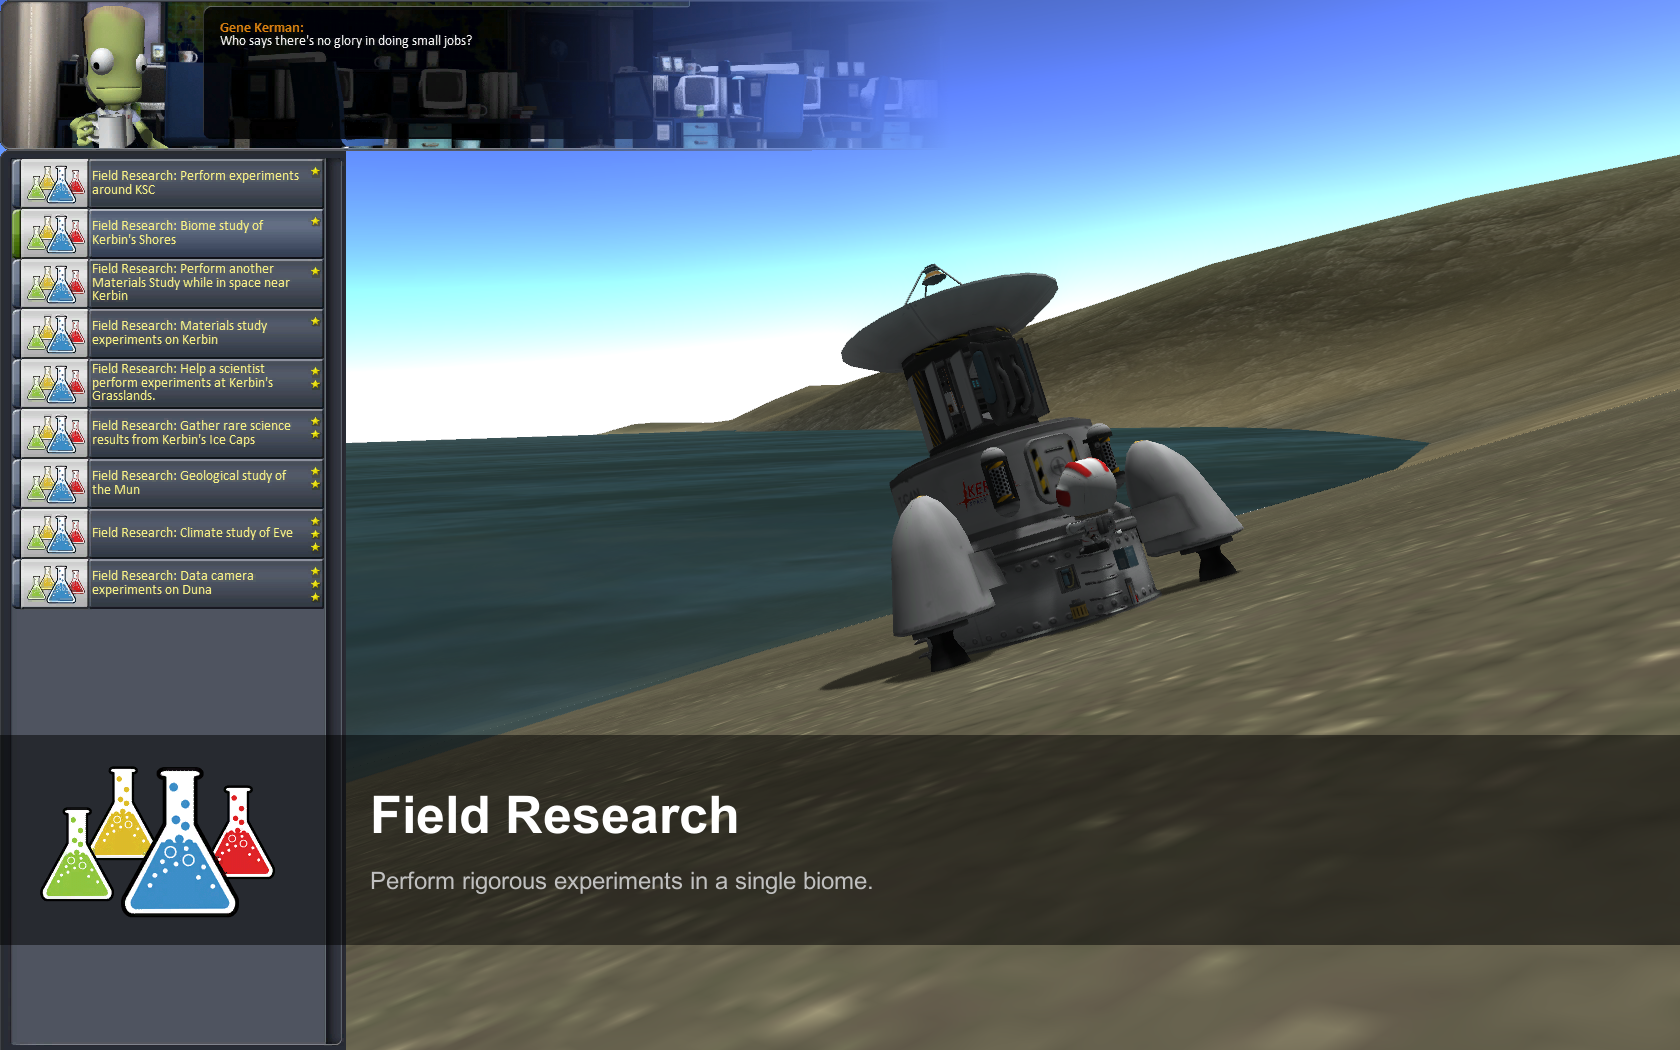 Gene Kerman:
Who says there's no glory in doing small jobs?
Field Research: Perform experiments
around KSC
Field Research: Biome study of
Kerbin's Shores
Field Research: Perform another
Materials Study while in space near
Kerbin
Field Research: Materials study
experiments on Kerbin
Field Research: Help a scientist
perform experiments at Kerbin's
Grasslands.
Field Research: Gather rare science
results from Kerbin's Ice Caps
Field Research: Geological study of
the Mun
Field Research: Climate study of Eve
Field Research: Data camera
experiments on Duna
Field Research
Perform rigorous experiments in a single biome.